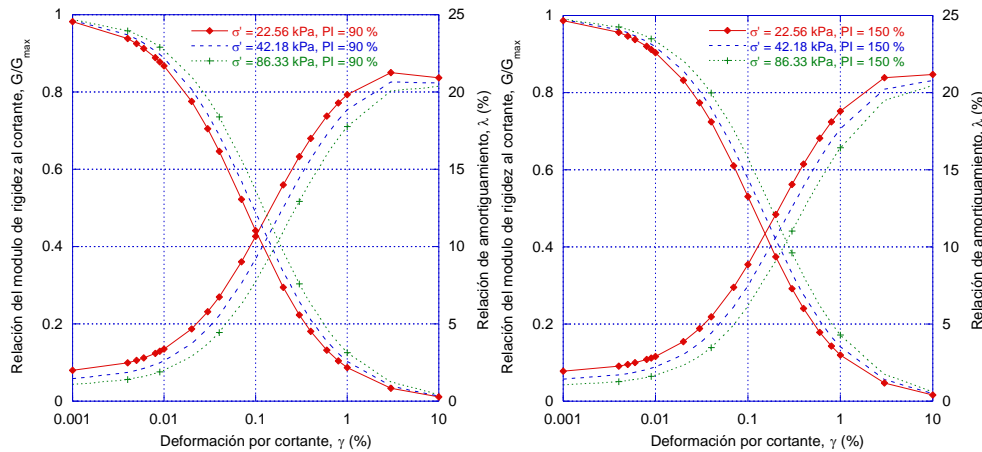 σ' = 22.56 kPa, PI = 90 %
σ' = 42.18 kPa, PI = 90 %
σ' = 86.33 kPa, PI = 90 %
Relación del modulo de rigidez al cortante, G/Gmax
1
0.8
0.6
0.4
0.2
0
25
20
15
10
5
0
Relación de amortiguamiento, λ (%)
0.001
0.01
0.1
1
10
Deformación por cortante, γ (%)
σ' = 22.56 kPa, PI = 150 %
σ' = 42.18 kPa, PI = 150 %
σ' = 86.33 kPa, PI = 150 %
Relación del modulo de rigidez al cortante, G/Gmax
1
0.8
0.6
0.4
0.2
0
25
20
15
10
5
0
Relación de amortiguamiento, λ (%)
0.001
0.01
0.1
1
10
Deformación por cortante, γ (%)